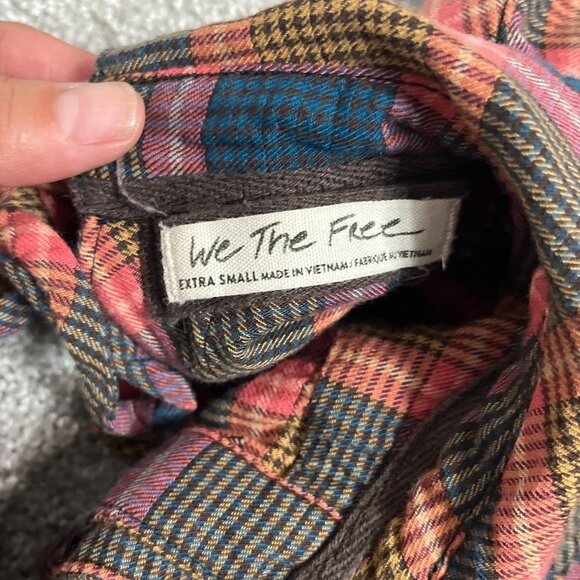 We The Free
EXTRA SMALL MADE IN VIETNAM / FABRIQUÉ AU VIETNAM